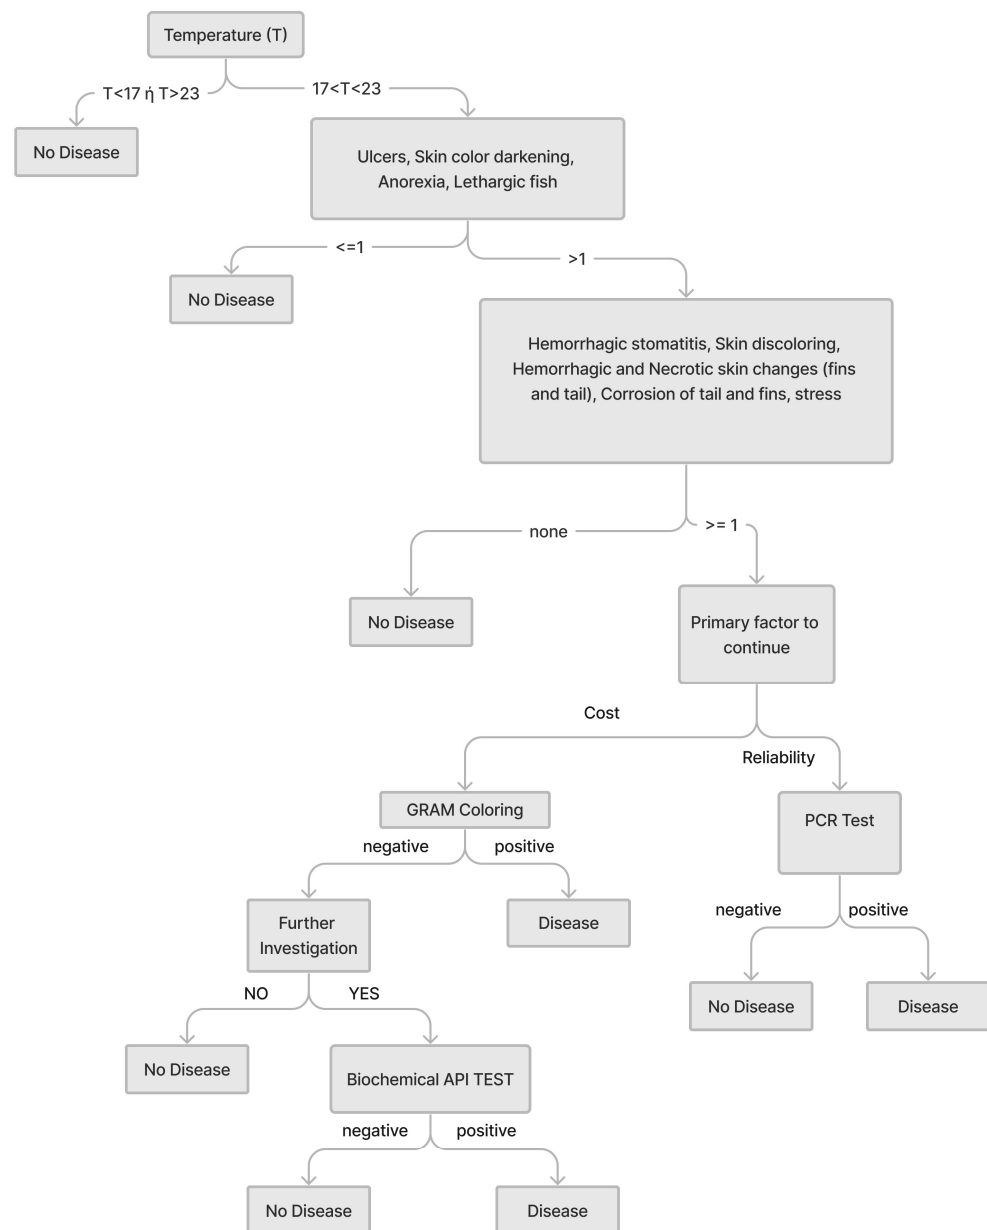 Temperature (T)
T<17 ή T>23
17<T<23
No Disease
Ulcers, Skin color darkening,
Anorexia, Lethargic fish
<=1
>1
No Disease
Hemorrhagic stomatitis, Skin discoloring,
Hemorrhagic and Necrotic skin changes (fins
and tail), Corrosion of tail and fins, stress
none
>= 1
No Disease
Primary factor to
continue
Cost
Reliability
GRAM Coloring
PCR Test
negative
positive
Further
Investigation
Disease
negative
positive
NO
YES
No Disease
Disease
No Disease
Biochemical API TEST
negative
positive
No Disease
Disease